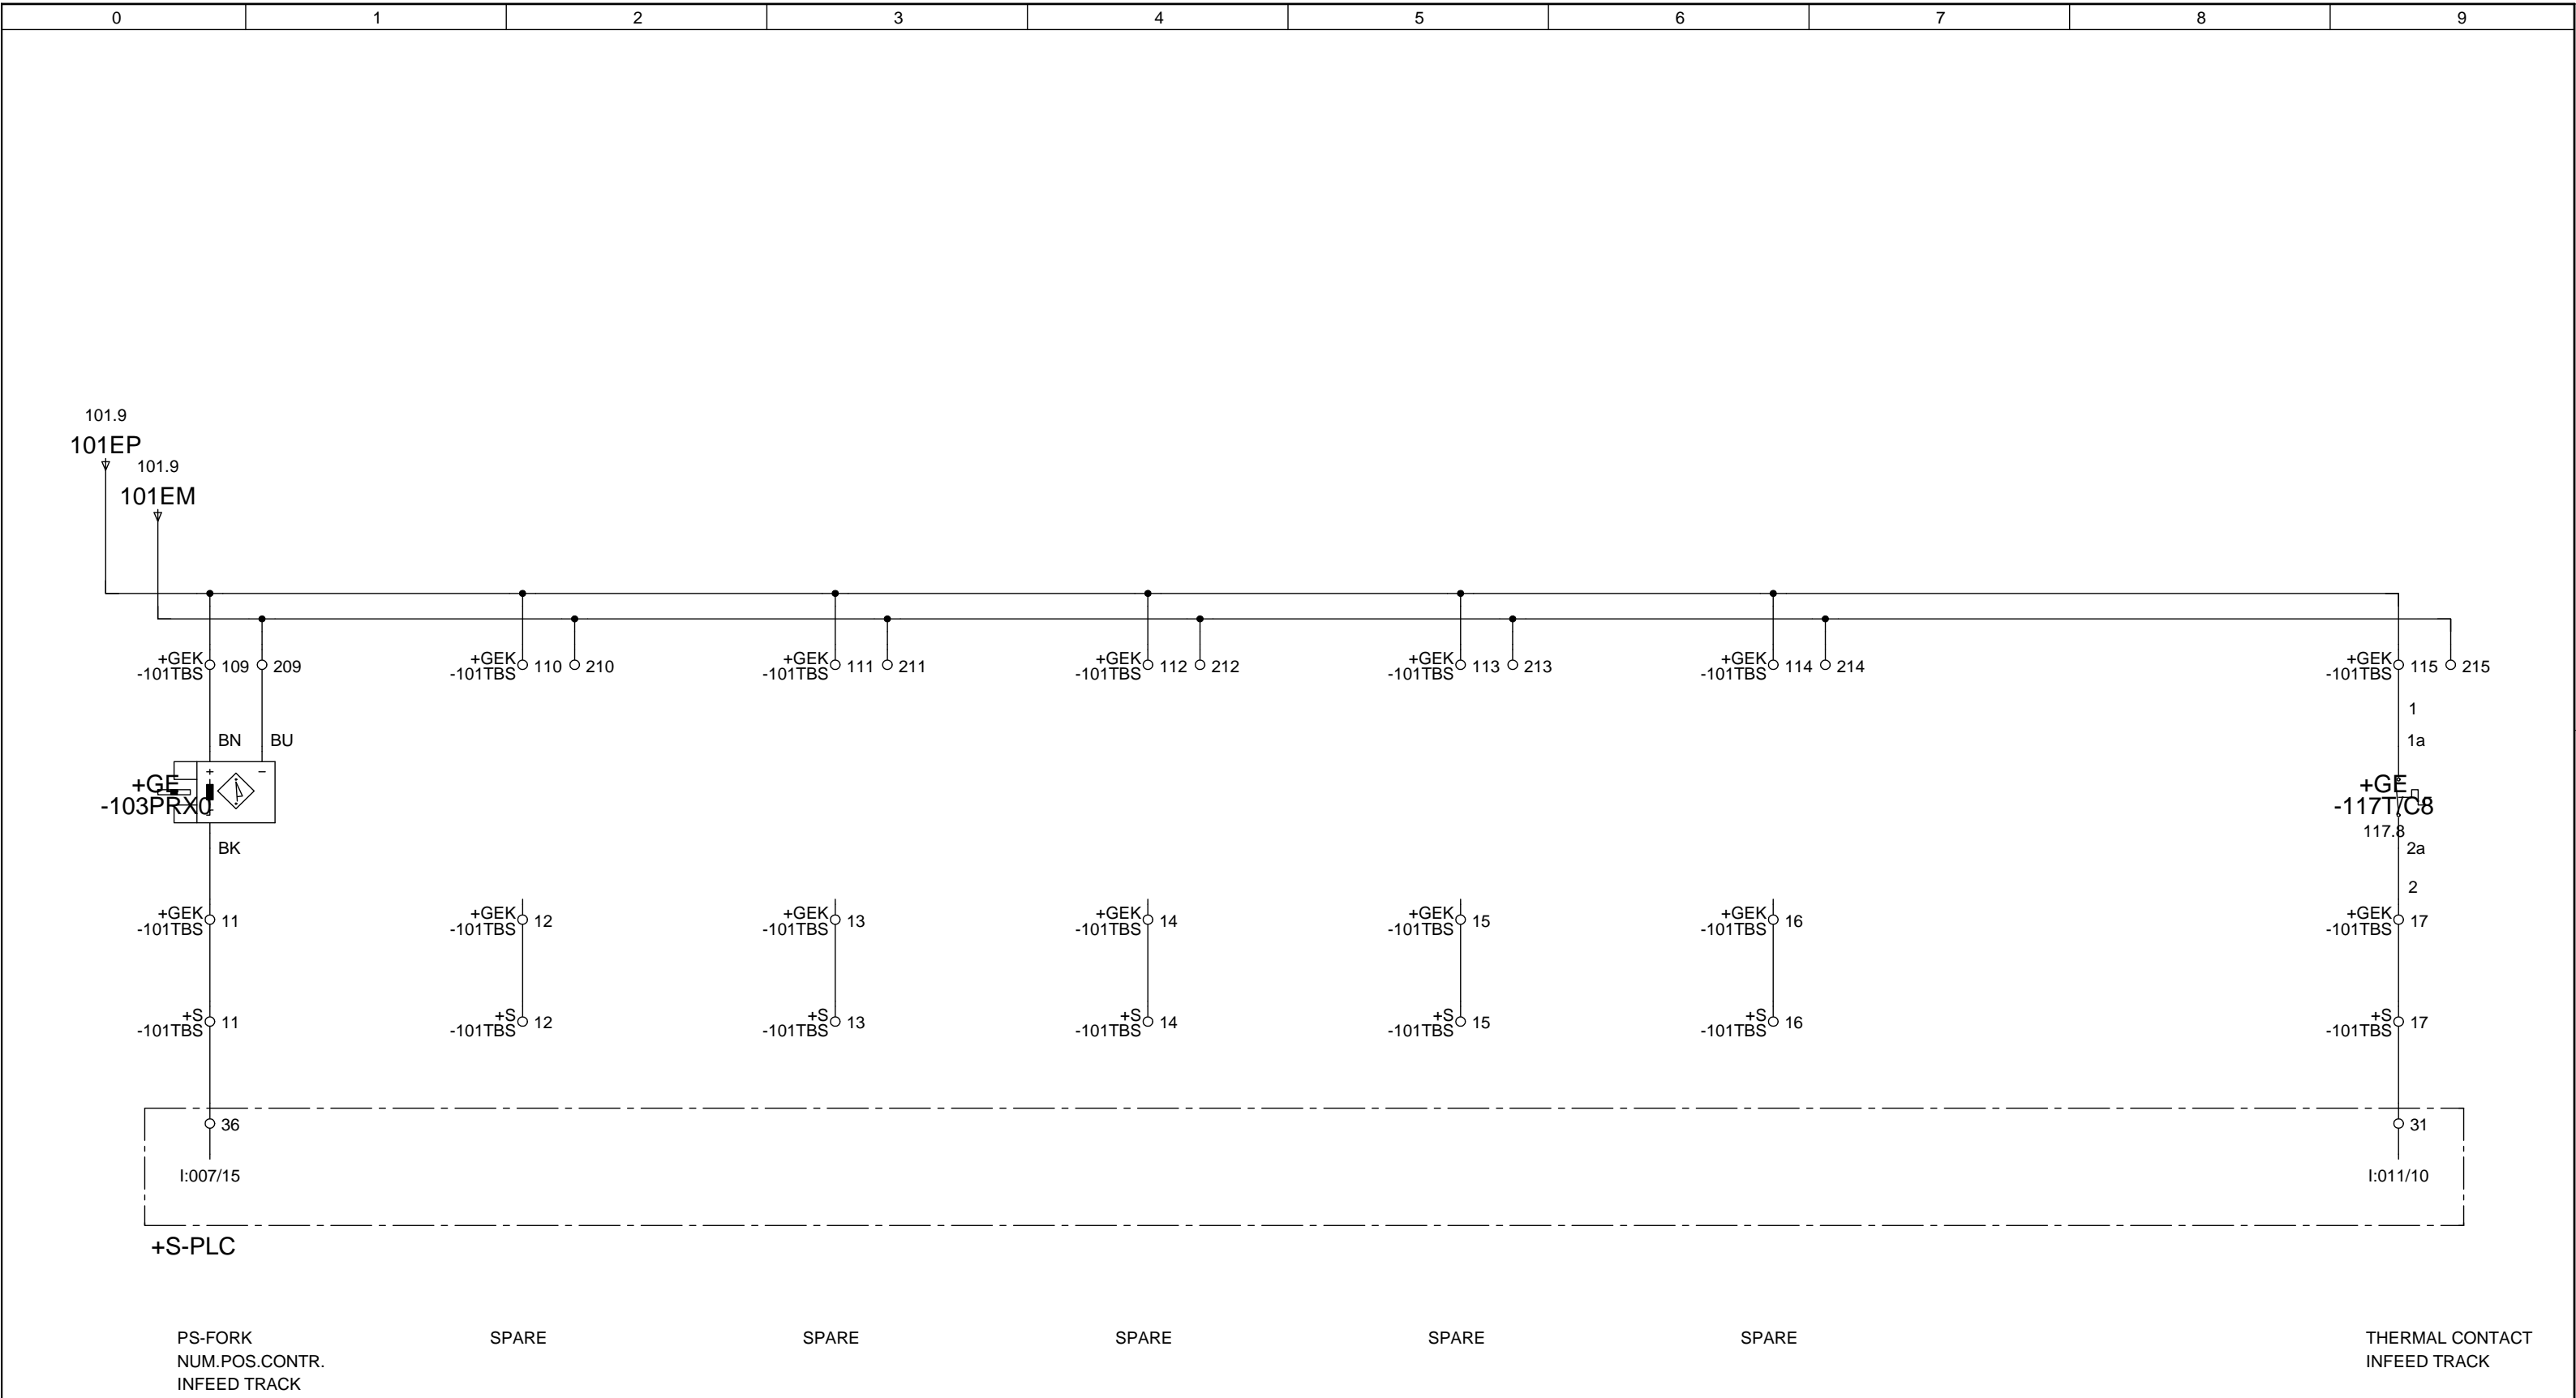 0 1 2 3 4 5 6 7 8 9
101.9
101EP
101.9
101EM
+GEK -101TBS 109 209 +GEK -101TBS 110 210 +GEK -101TBS 111 211 +GEK -101TBS 112 212 +GEK -101TBS 113 213 +GEK -101TBS 114 214 +GEK -101TBS 115 215
1
BN BU 1a
+GE +GE
-103PRX0 + − -117T/C8
117.8
BK 2a
2
+GEK -101TBS 11 +GEK -101TBS 12 +GEK -101TBS 13 +GEK -101TBS 14 +GEK -101TBS 15 +GEK -101TBS 16 +GEK -101TBS 17
+S -101TBS 11 +S -101TBS 12 +S -101TBS 13 +S -101TBS 14 +S -101TBS 15 +S -101TBS 16 +S -101TBS 17
36 31
I:007/15 I:011/10
+S-PLC
PS-FORK SPARE SPARE SPARE SPARE SPARE THERMAL CONTACT
NUM.POS.CONTR. INFEED TRACK
INFEED TRACK